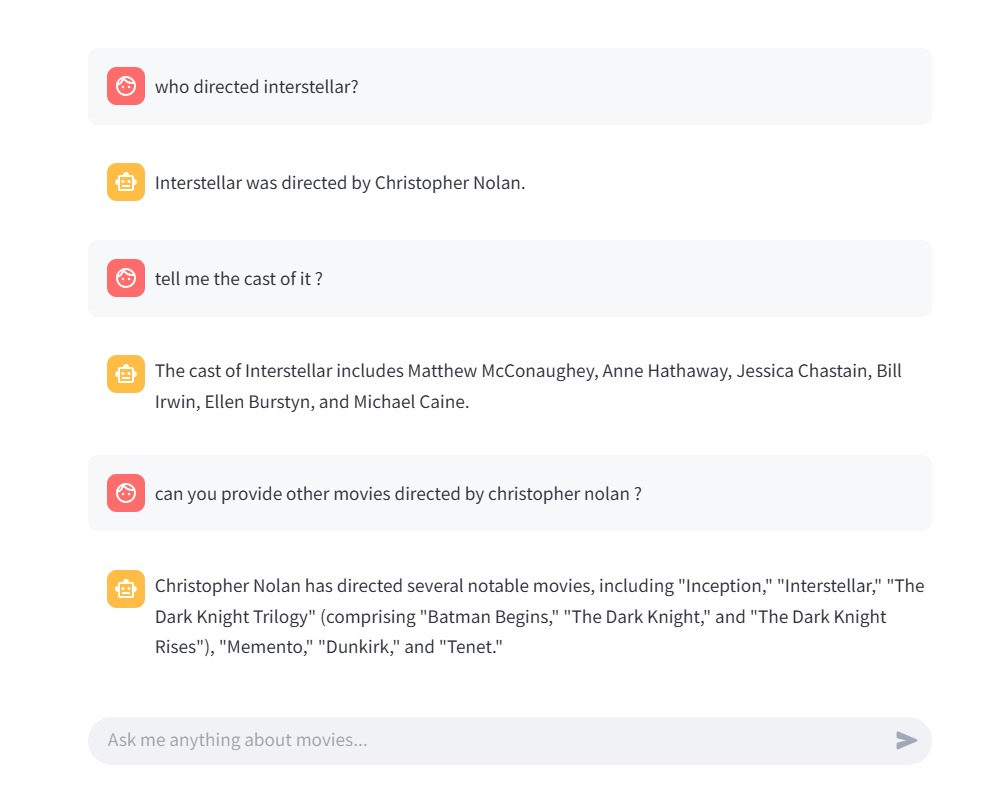 who directed interstellar?
Interstellar was directed by Christopher Nolan.
tell me the cast of it ?
The cast of Interstellar includes Matthew McConaughey, Anne Hathaway, Jessica Chastain, Bill
Irwin, Ellen Burstyn, and Michael Caine.
can you provide other movies directed by christopher nolan ?
Christopher Nolan has directed several notable movies, including "Inception," "Interstellar," "The
Dark Knight Trilogy" (comprising "Batman Begins," "The Dark Knight," and "The Dark Knight
Rises"), "Memento," "Dunkirk," and "Tenet."
Ask me anything about movies...